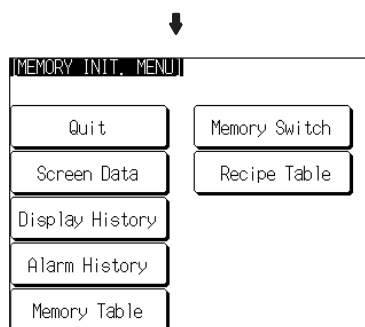 [MEMORY INIT. MENU]
Quit
Memory Switch
Screen Data
Recipe Table
Display History
Alarm History
Memory Table